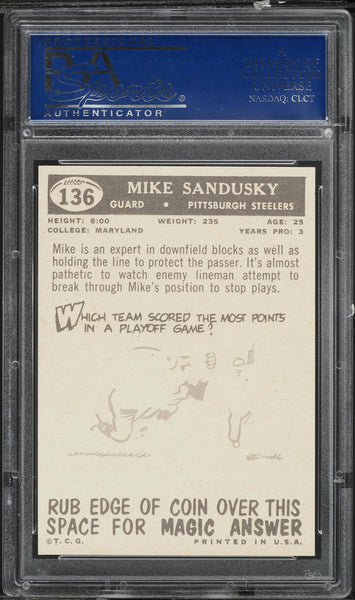 PROFESSIONAL
PSA
Sports
AUTHENTICATOR
A
DIVISION OF
COLLECTORS
UNIVERSE
NASDAQ: CLCT
136
MIKE SANDUSKY
GUARD • PITTSBURGH STEELERS
HEIGHT: 6:00 WEIGHT: 235 AGE: 25
COLLEGE: MARYLAND YEARS PRO: 3
Mike is an expert in downfield blocks as well as
holding the line to protect the passer. It's almost
pathetic to watch enemy lineman attempt to
break through Mike's position to stop plays.
WHICH TEAM SCORED THE MOST POINTS
IN A PLAYOFF GAME?
RUB EDGE OF COIN OVER THIS
SPACE FOR MAGIC ANSWER
©T.C.G. PRINTED IN U.S.A.